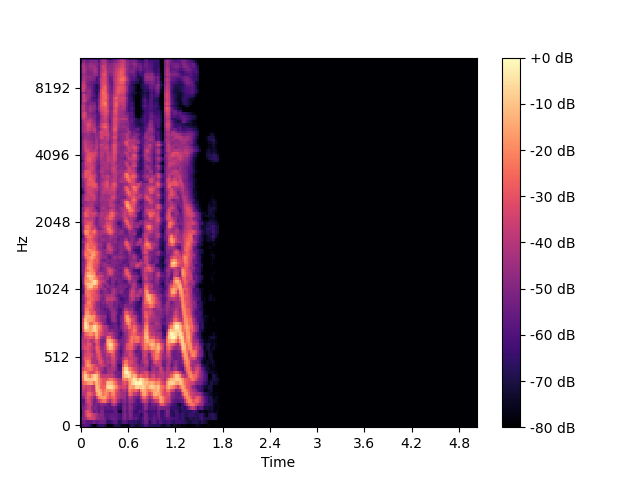 +0 dB
8192
-10 dB
4096
-20 dB
-30 dB
2048
Hz
-40 dB
1024
-50 dB
-60 dB
512
-70 dB
0
-80 dB
0 0.6 1.2 1.8 2.4 3 3.6 4.2 4.8
Time